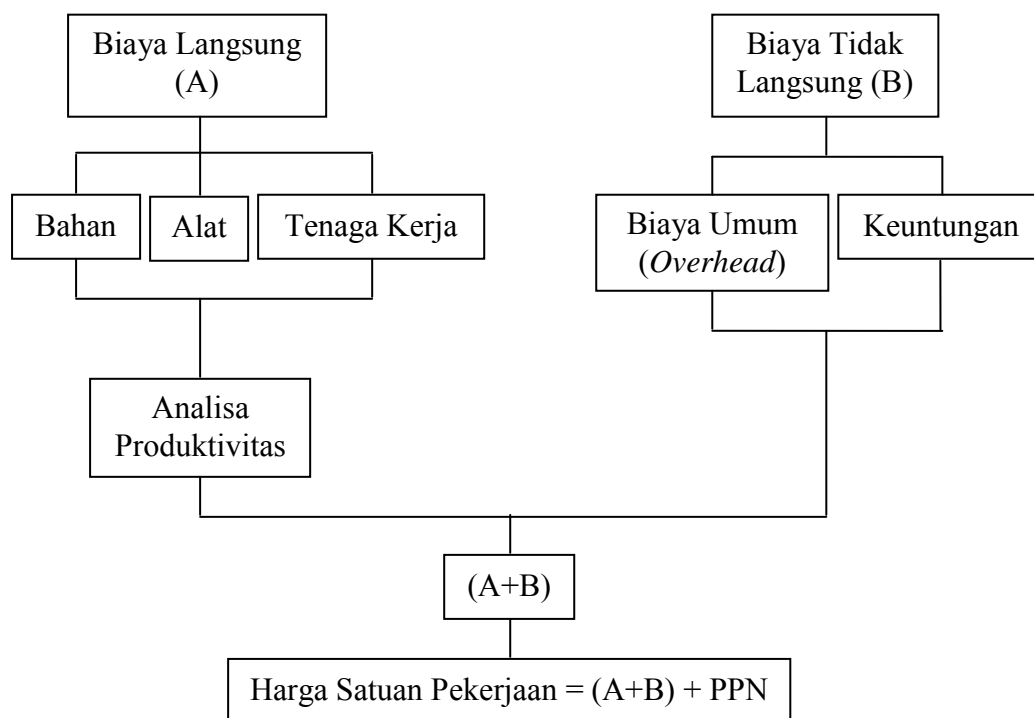 Biaya Langsung
(A)
Biaya Tidak
Langsung (B)
Bahan
Alat
Tenaga Kerja
Biaya Umum
(Overhead)
Keuntungan
Analisa
Produktivitas
(A+B)
Harga Satuan Pekerjaan = (A+B) + PPN